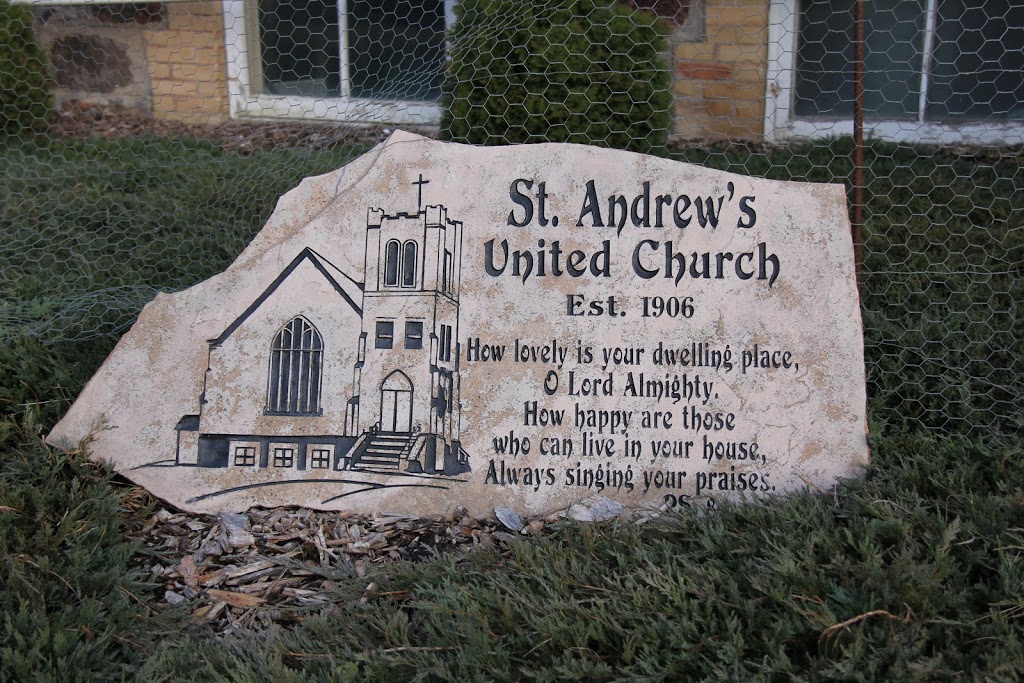 St. Andrew's
United Church
Est. 1906
How lovely is your dwelling place,
O Lord Almighty.
How happy are those
who can live in your house,
Always singing your praises.